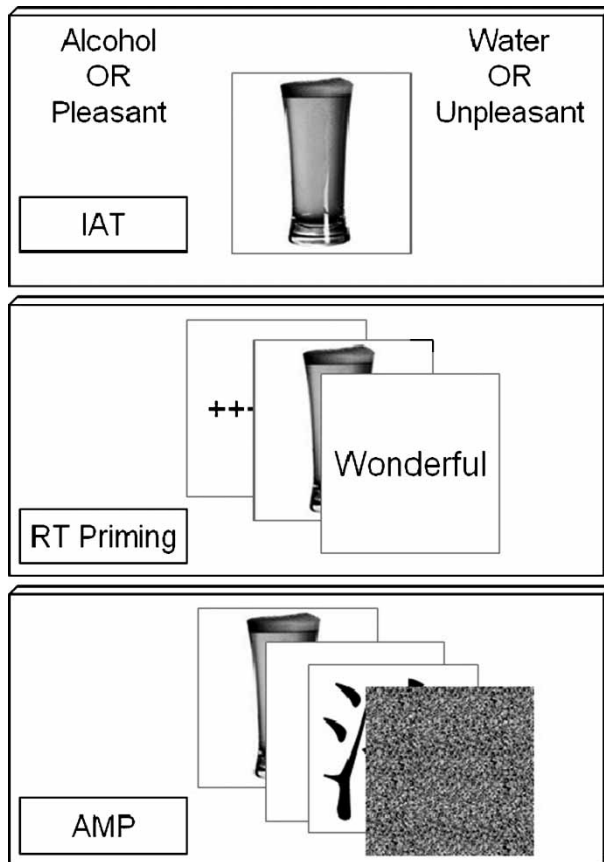 Alcohol
OR
Pleasant
Water
OR
Unpleasant
IAT
++
Wonderful
RT Priming
AMP